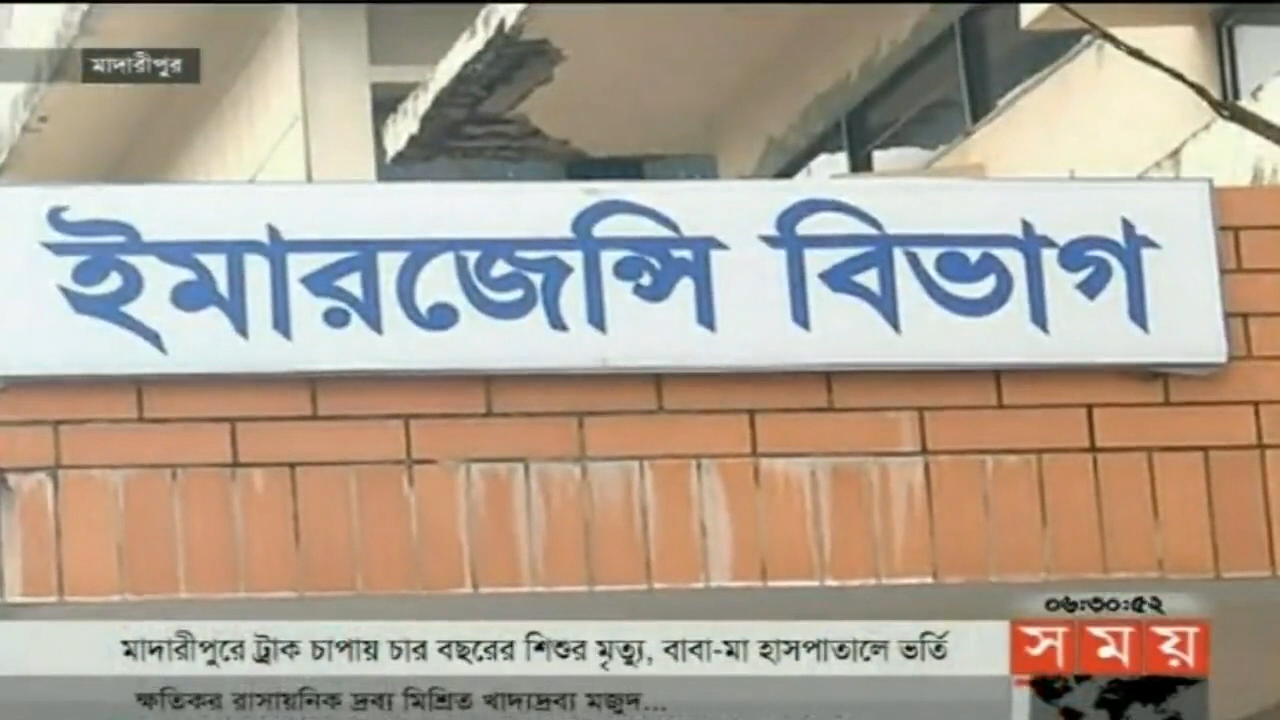 মাদারীপুর
ইমারজেন্সি বিভাগ
০৬:৩০:৫২
মাদারীপুরে ট্রাক চাপায় চার বছরের শিশুর মৃত্যু, বাবা-মা হাসপাতালে ভর্তি
সময়
ক্ষতিকর রাসায়নিক দ্রব্য মিশ্রিত খাদ্যদ্রব্য মজুদ...